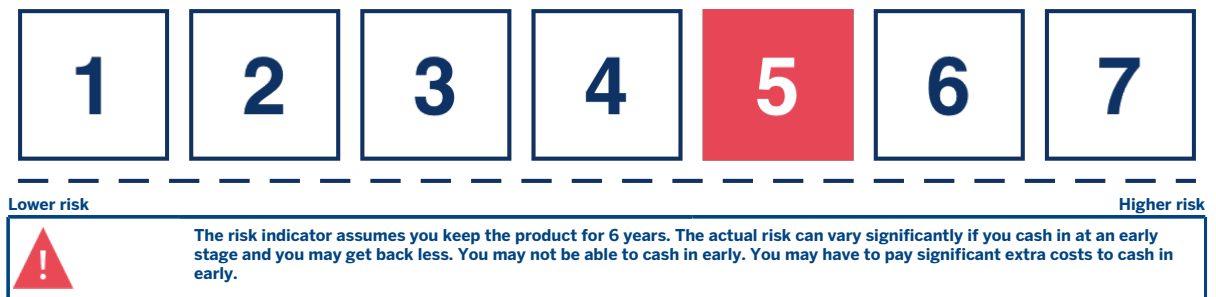 1 2 3 4 5 6 7
Lower risk Higher risk
!
The risk indicator assumes you keep the product for 6 years. The actual risk can vary significantly if you cash in at an early
stage and you may get back less. You may not be able to cash in early. You may have to pay significant extra costs to cash in
early.